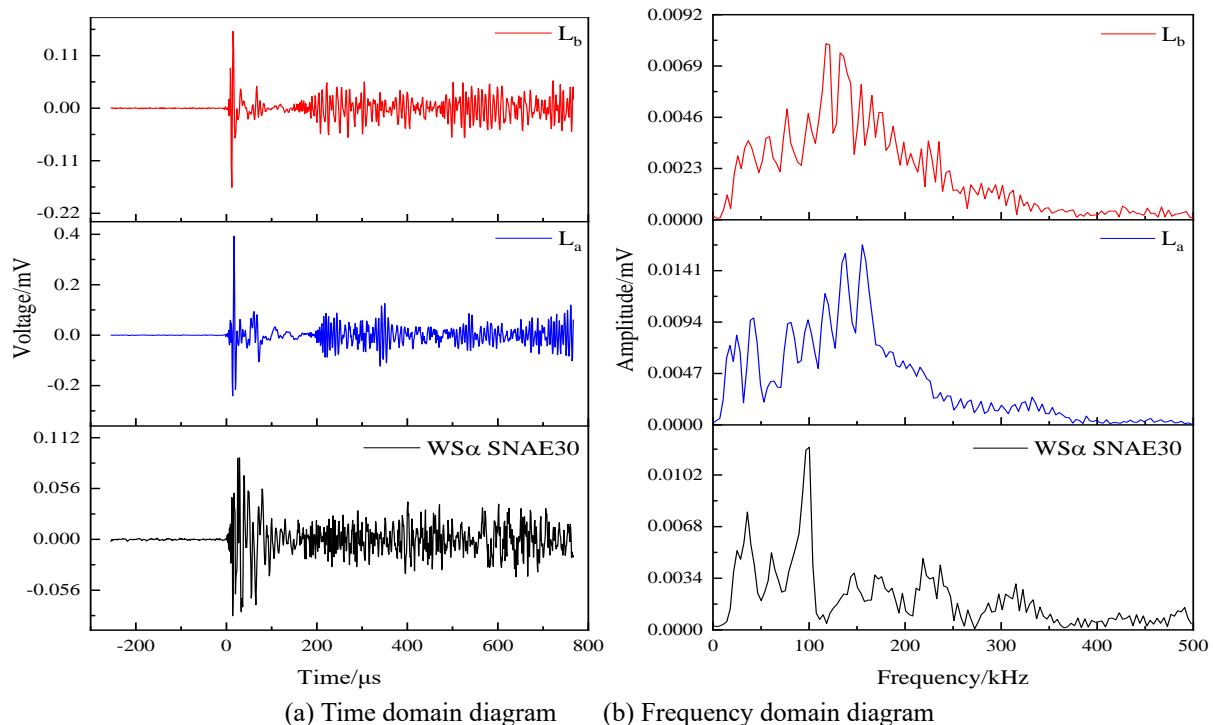 L_b
0.11
0.00
-0.11
-0.22
L_a
0.4
0.2
0.0
-0.2
WSα SNAE30
0.112
0.056
0.000
-0.056
Voltage/mV
-200 0 200 400 600 800
Time/μs
L_b
0.0092
0.0069
0.0046
0.0023
0.0000
L_a
0.0141
0.0094
0.0047
0.0000
WSα SNAE30
0.0102
0.0068
0.0034
0.0000
Amplitude/mV
0 100 200 300 400 500
Frequency/kHz
(a) Time domain diagram (b) Frequency domain diagram